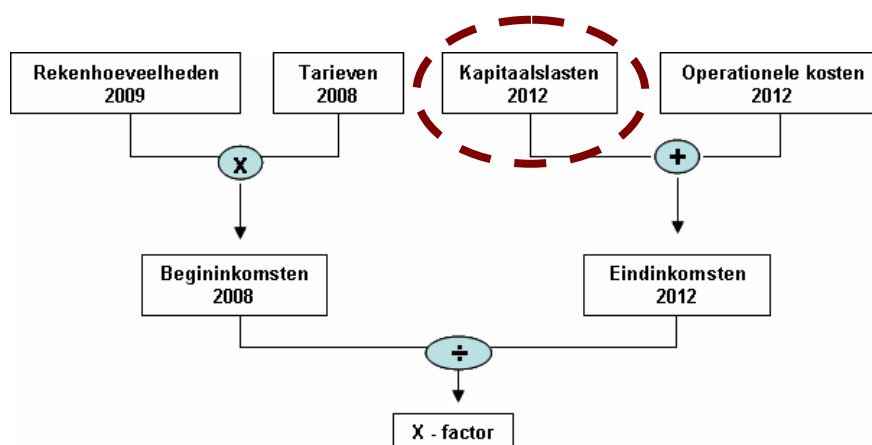 Rekenhoeveelheden
2009
Tarieven
2008
Kapitaalslasten
2012
Operationele kosten
2012
x
+
Begininkomsten
2008
Eindinkomsten
2012
÷
X - factor